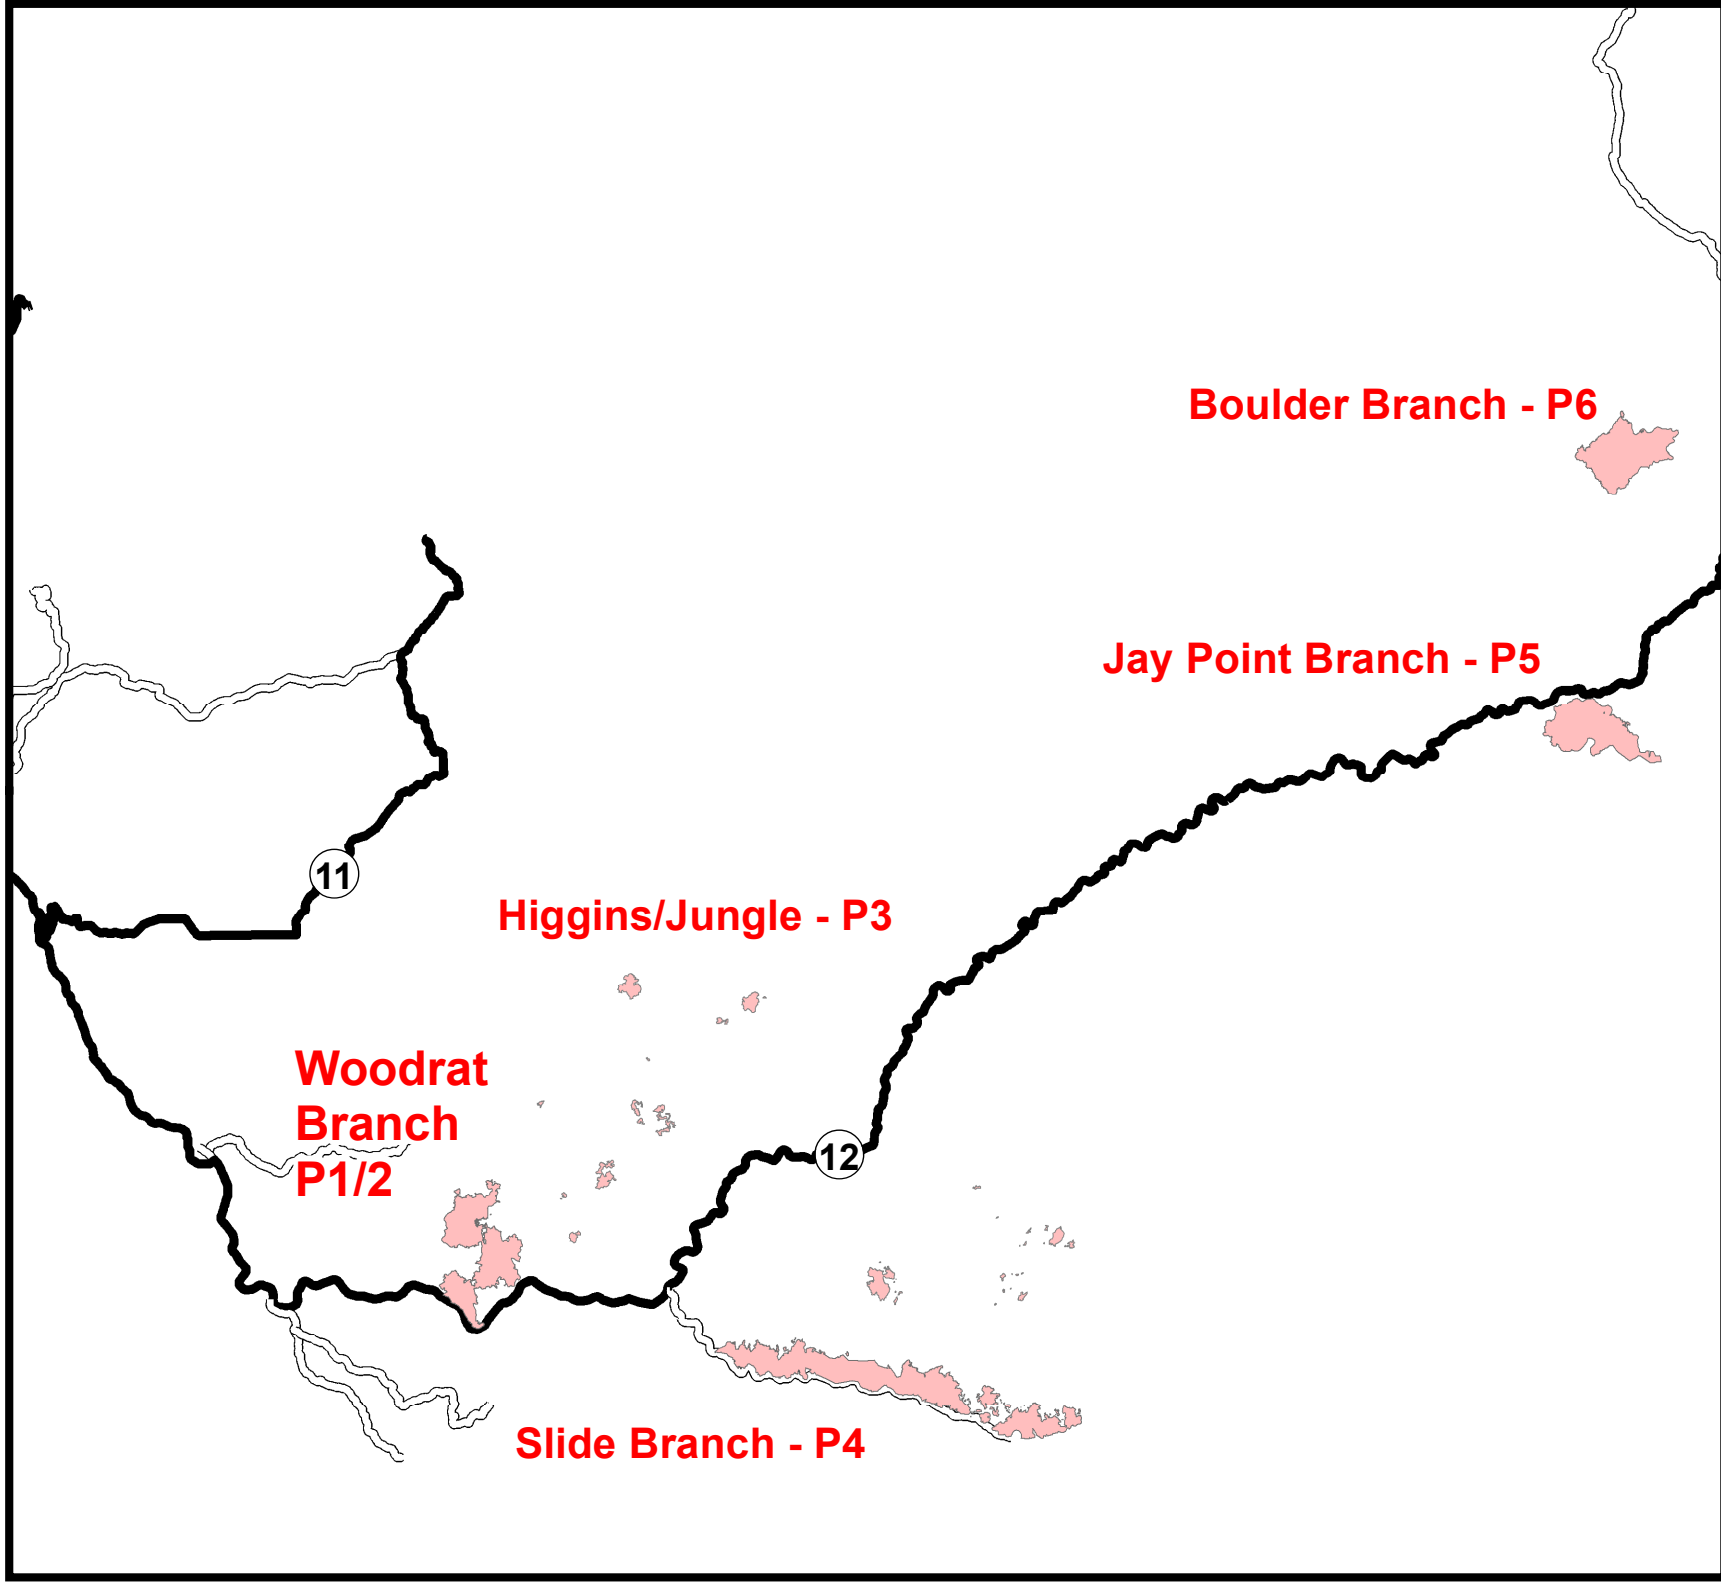 Boulder Branch - P6
Jay Point Branch - P5
11
Higgins/Jungle - P3
Woodrat
Branch
P1/2
12
Slide Branch - P4